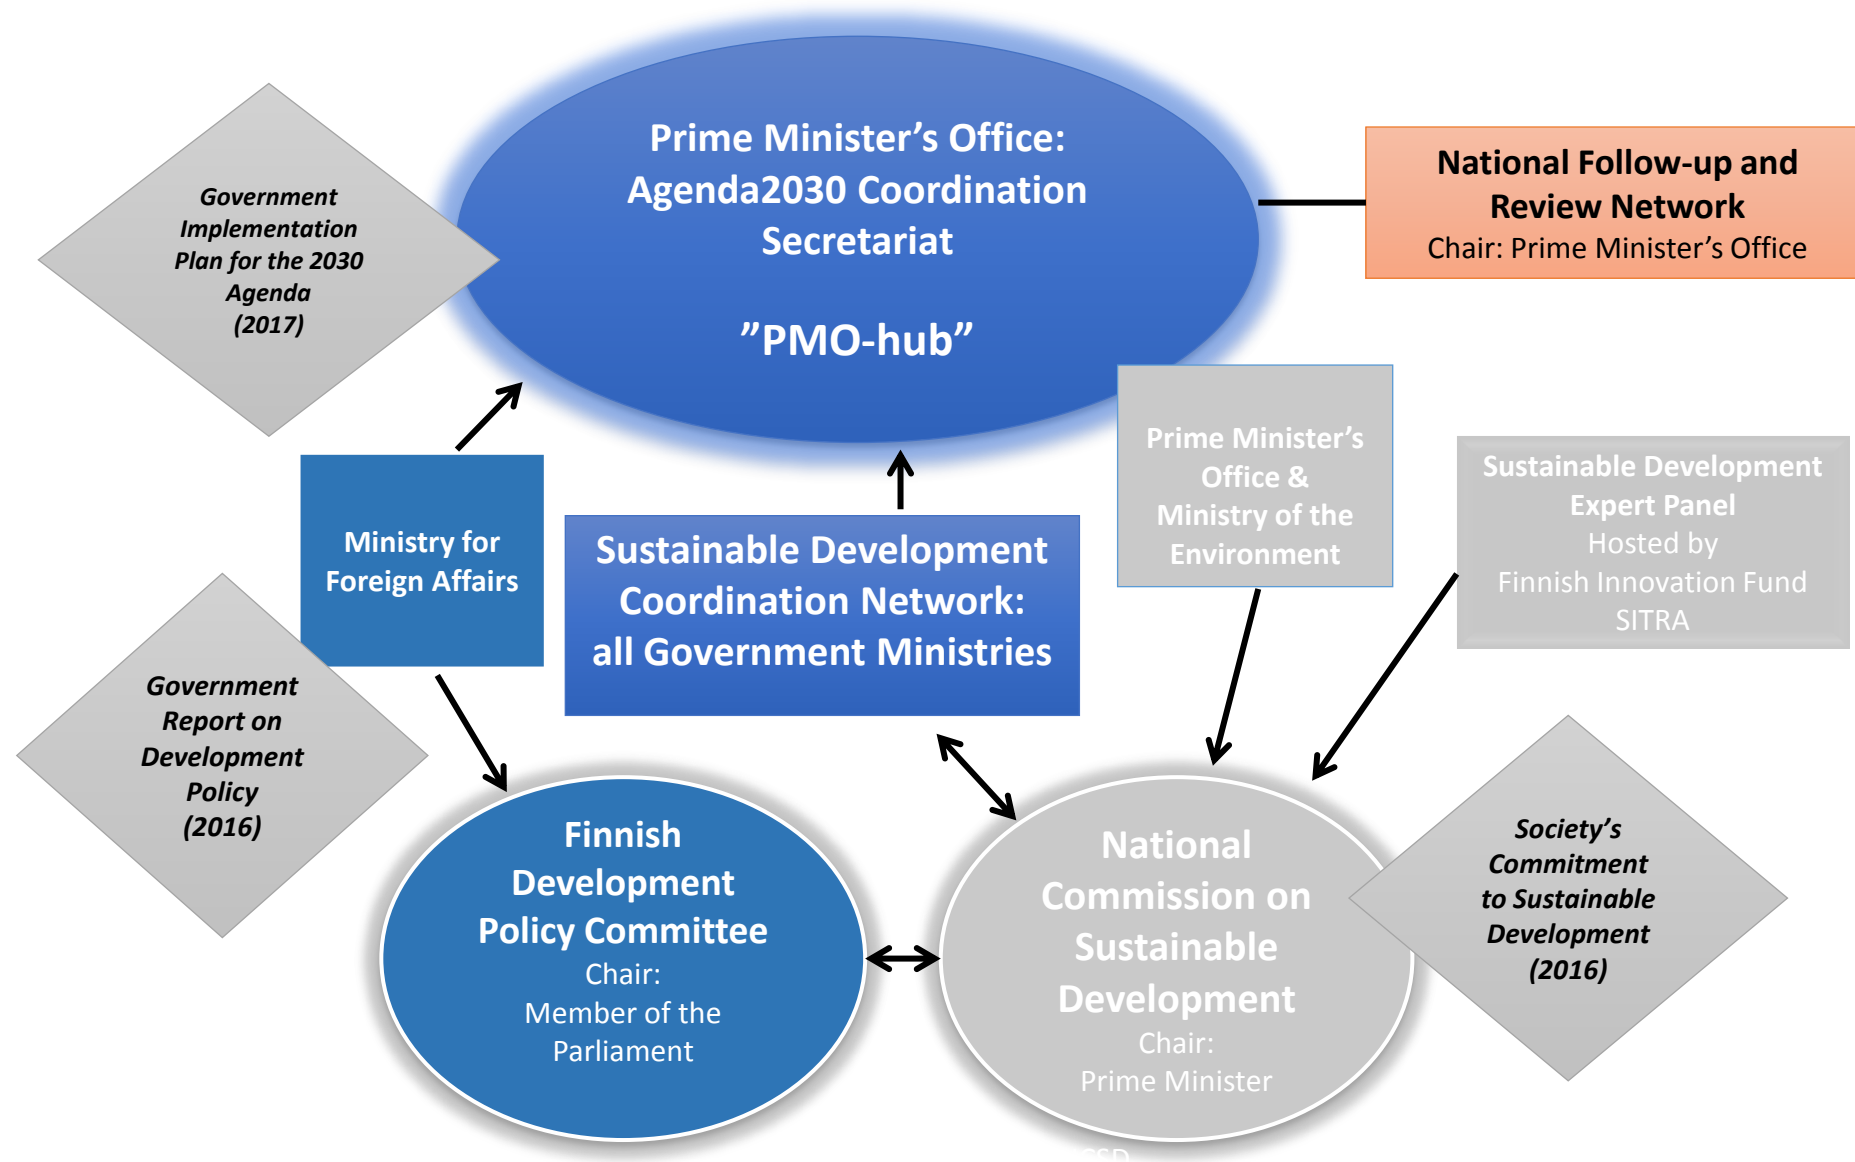 Prime Minister’s Office:
Agenda2030 Coordination
Secretariat
”PMO-hub”
National Follow-up and
Review Network
Chair: Prime Minister’s Office
Government
Implementation
Plan for the 2030
Agenda
(2017)
Prime Minister’s
Office &
Ministry of the
Environment
Sustainable Development
Expert Panel
Hosted by
Finnish Innovation Fund
SITRA
Ministry for
Foreign Affairs
Sustainable Development
Coordination Network:
all Government Ministries
Government
Report on
Development
Policy
(2016)
Finnish
Development
Policy Committee
Chair:
Member of the
Parliament
National
Commission on
Sustainable
Development
Chair:
Prime Minister
Society’s
Commitment
to Sustainable
Development
(2016)